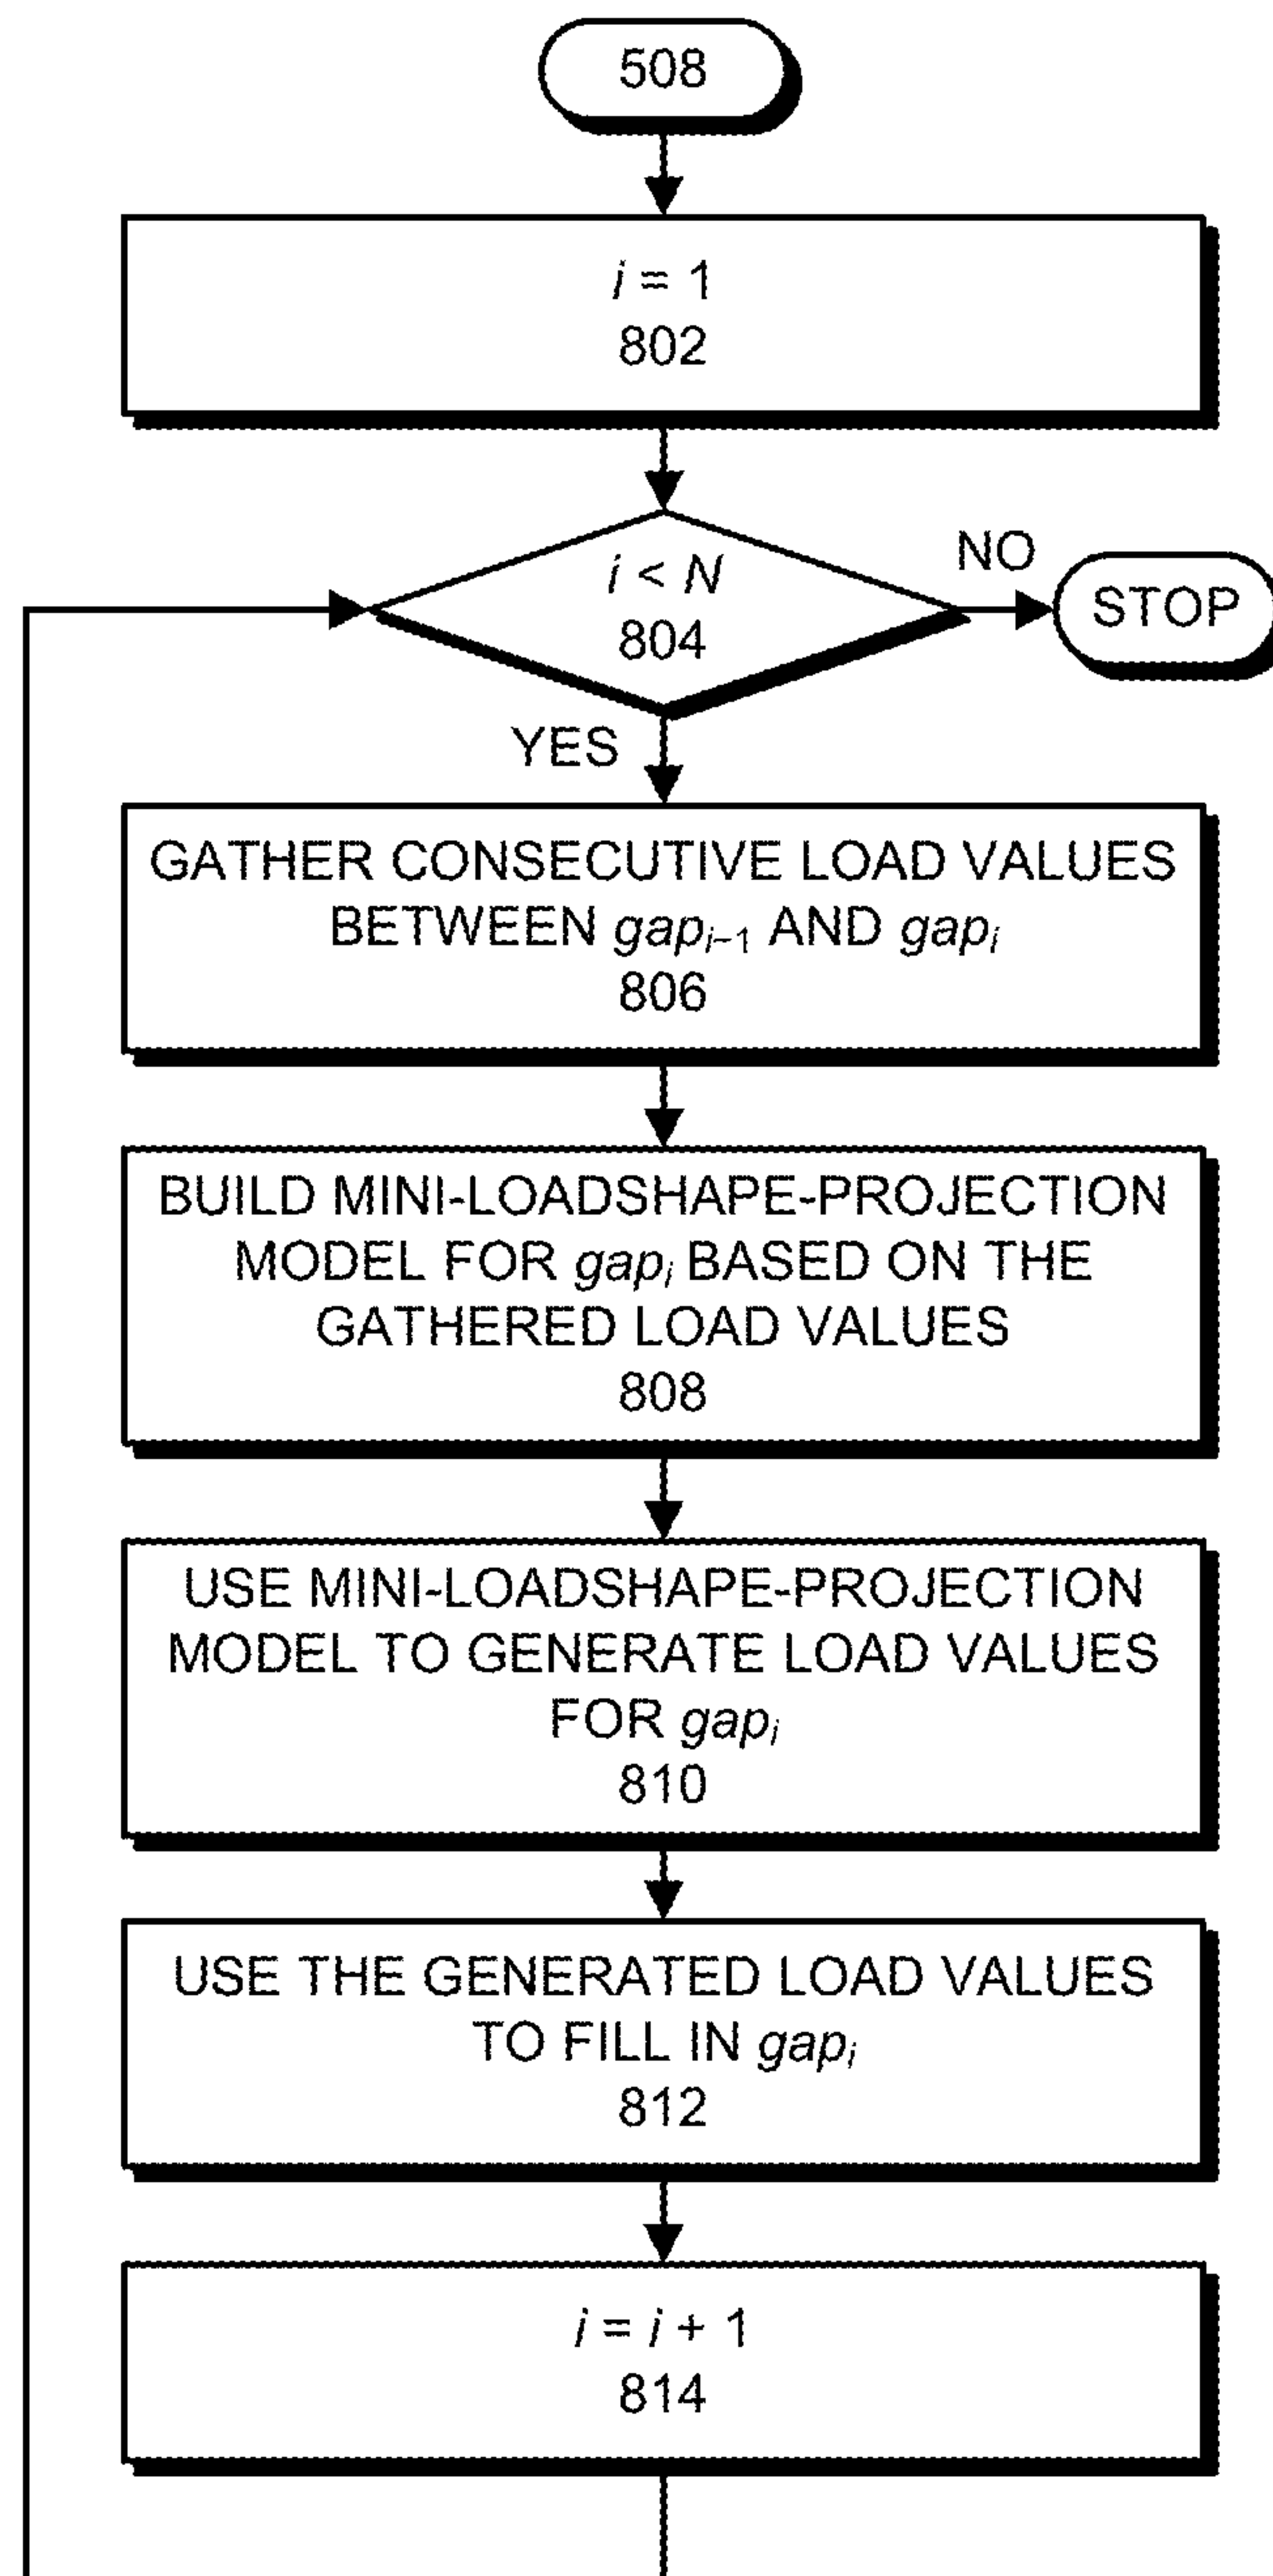 508
i = 1
802
i < N
804
NO
STOP
YES
GATHER CONSECUTIVE LOAD VALUES
BETWEEN gapi–1 AND gapi
806
BUILD MINI-LOADSHAPE-PROJECTION
MODEL FOR gapi BASED ON THE
GATHERED LOAD VALUES
808
USE MINI-LOADSHAPE-PROJECTION
MODEL TO GENERATE LOAD VALUES
FOR gapi
810
USE THE GENERATED LOAD VALUES
TO FILL IN gapi
812
i = i + 1
814